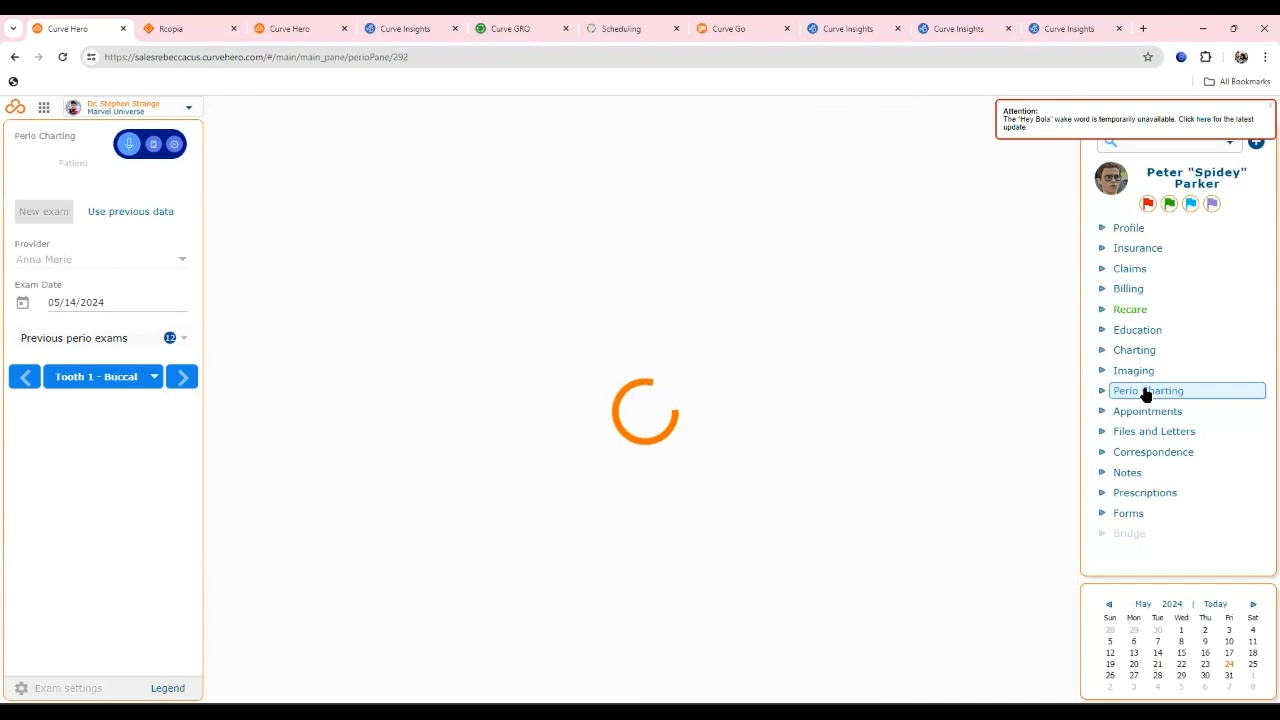 Curve Hero
Rcopia
Curve Hero
Curve Insights
Curve GRO
Scheduling
Curve Go
Curve Insights
Curve Insights
Curve Insights
https://salesrebeccacus.curvehero.com/#/main/main_pane/perioPane/292
All Bookmarks
Dr. Stephen Strange
Marvel Universe
Attention:
The "Hey Bola" wake word is temporarily unavailable. Click here for the latest
update.
x
Perio Charting
Patient
New exam
Use previous data
Provider
Anna Marie
Exam Date
05/14/2024
Previous perio exams 12
Tooth 1 - Buccal
Exam settings
Legend
Peter "Spidey"
Parker
Profile
Insurance
Claims
Billing
Recare
Education
Charting
Imaging
Perio Charting
Appointments
Files and Letters
Correspondence
Notes
Prescriptions
Forms
Bridge
May 2024 | Today
Sun Mon Tue Wed Thu Fri Sat
28 29 30 1 2 3 4
5 6 7 8 9 10 11
12 13 14 15 16 17 18
19 20 21 22 23 24 25
26 27 28 29 30 31 1
2 3 4 5 6 7 8